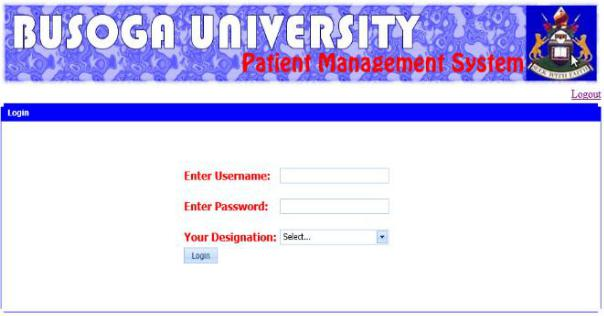 BUSOGA UNIVERSITY
Patient Management System
Logout
Login
Enter Username:
Enter Password:
Your Designation: Select...
Login